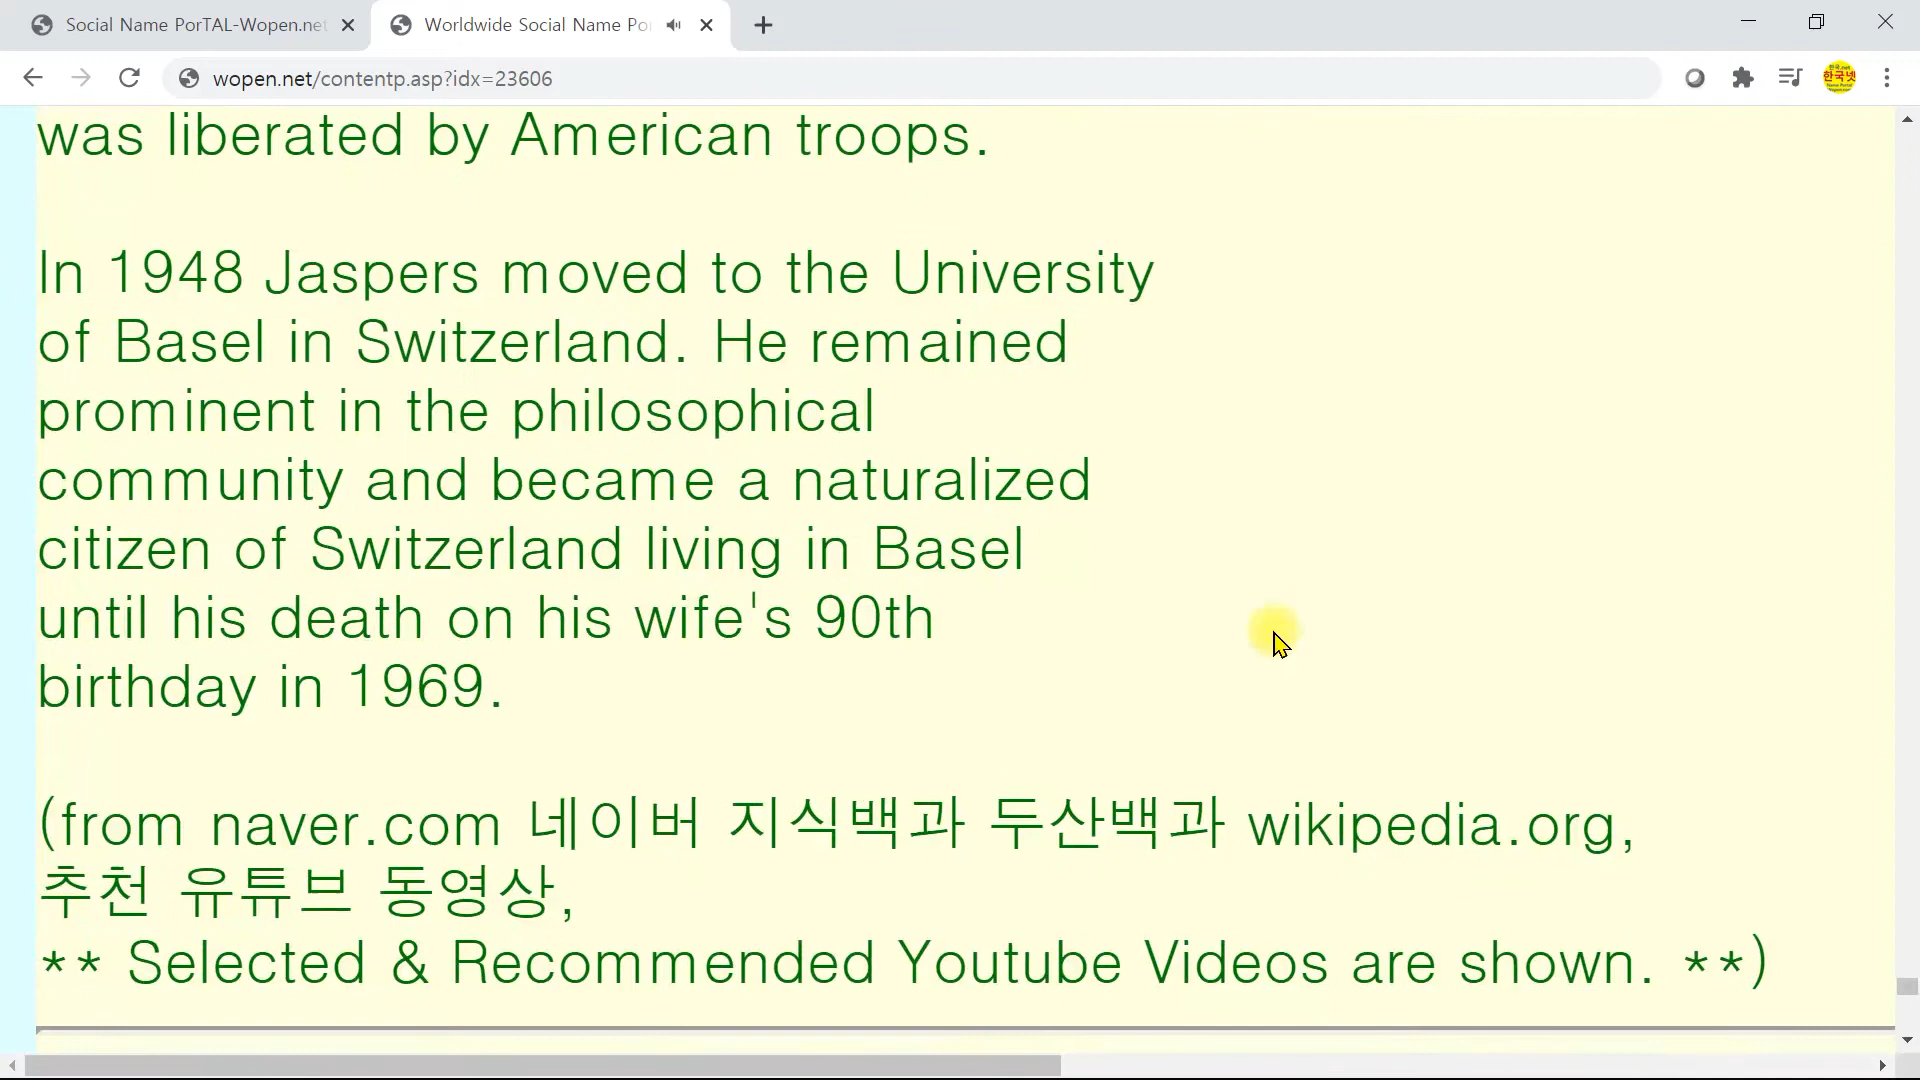 Social Name PorTAL-Wopen.net
Worldwide Social Name Po
wopen.net/contentp.asp?idx=23606
한국넷
was liberated by American troops.
In 1948 Jaspers moved to the University
of Basel in Switzerland. He remained
prominent in the philosophical
community and became a naturalized
citizen of Switzerland living in Basel
until his death on his wife's 90th
birthday in 1969.
(from naver.com 네이버 지식백과 두산백과 wikipedia.org,
추천 유튜브 동영상,
** Selected & Recommended Youtube Videos are shown. **)